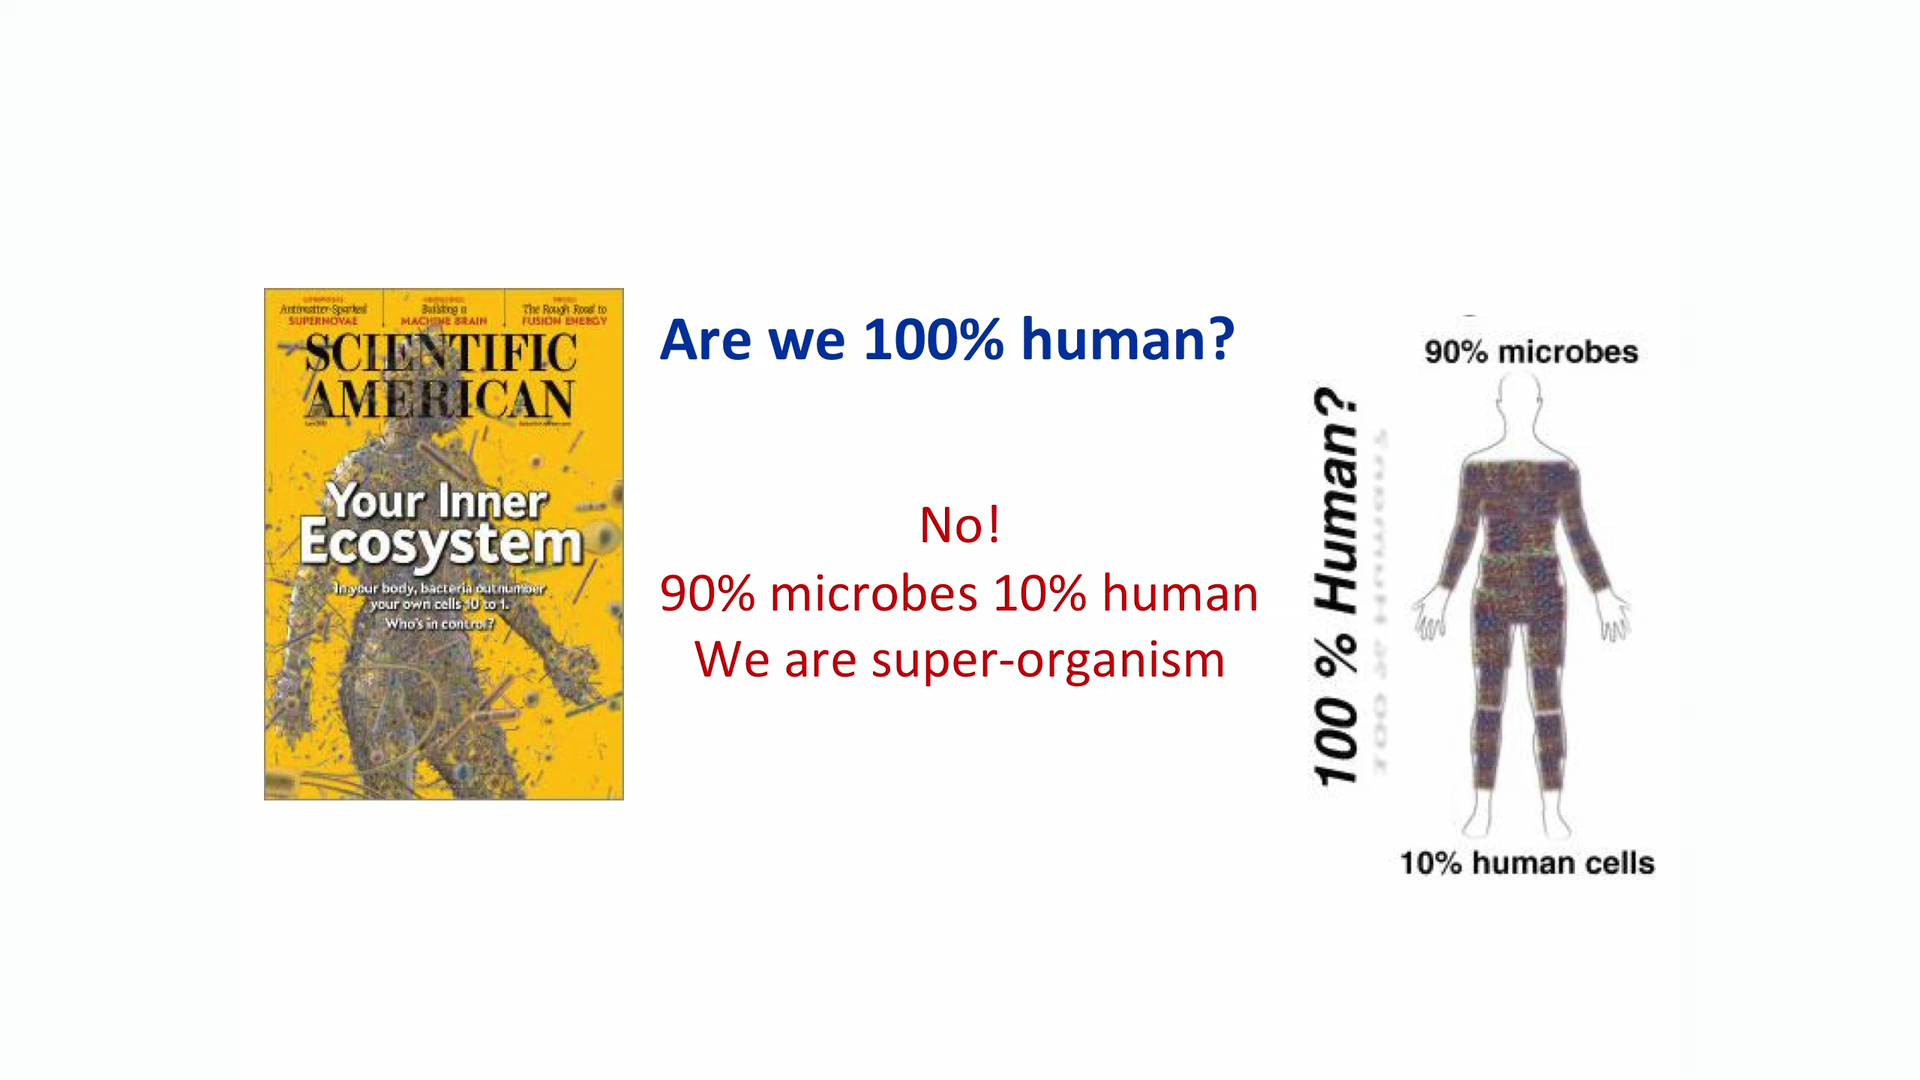 Antimatter-Sparked
SUPERNOVAE
Building a
MACHINE BRAIN
The Rough Road to
FUSION ENERGY
SCIENTIFIC
AMERICAN
Your Inner
Ecosystem
In your body, bacteria outnumber
your own cells 10 to 1.
Who's in control?
Are we 100% human?
No!
90% microbes 10% human
We are super-organism
100 % Human?
90% microbes
10% human cells